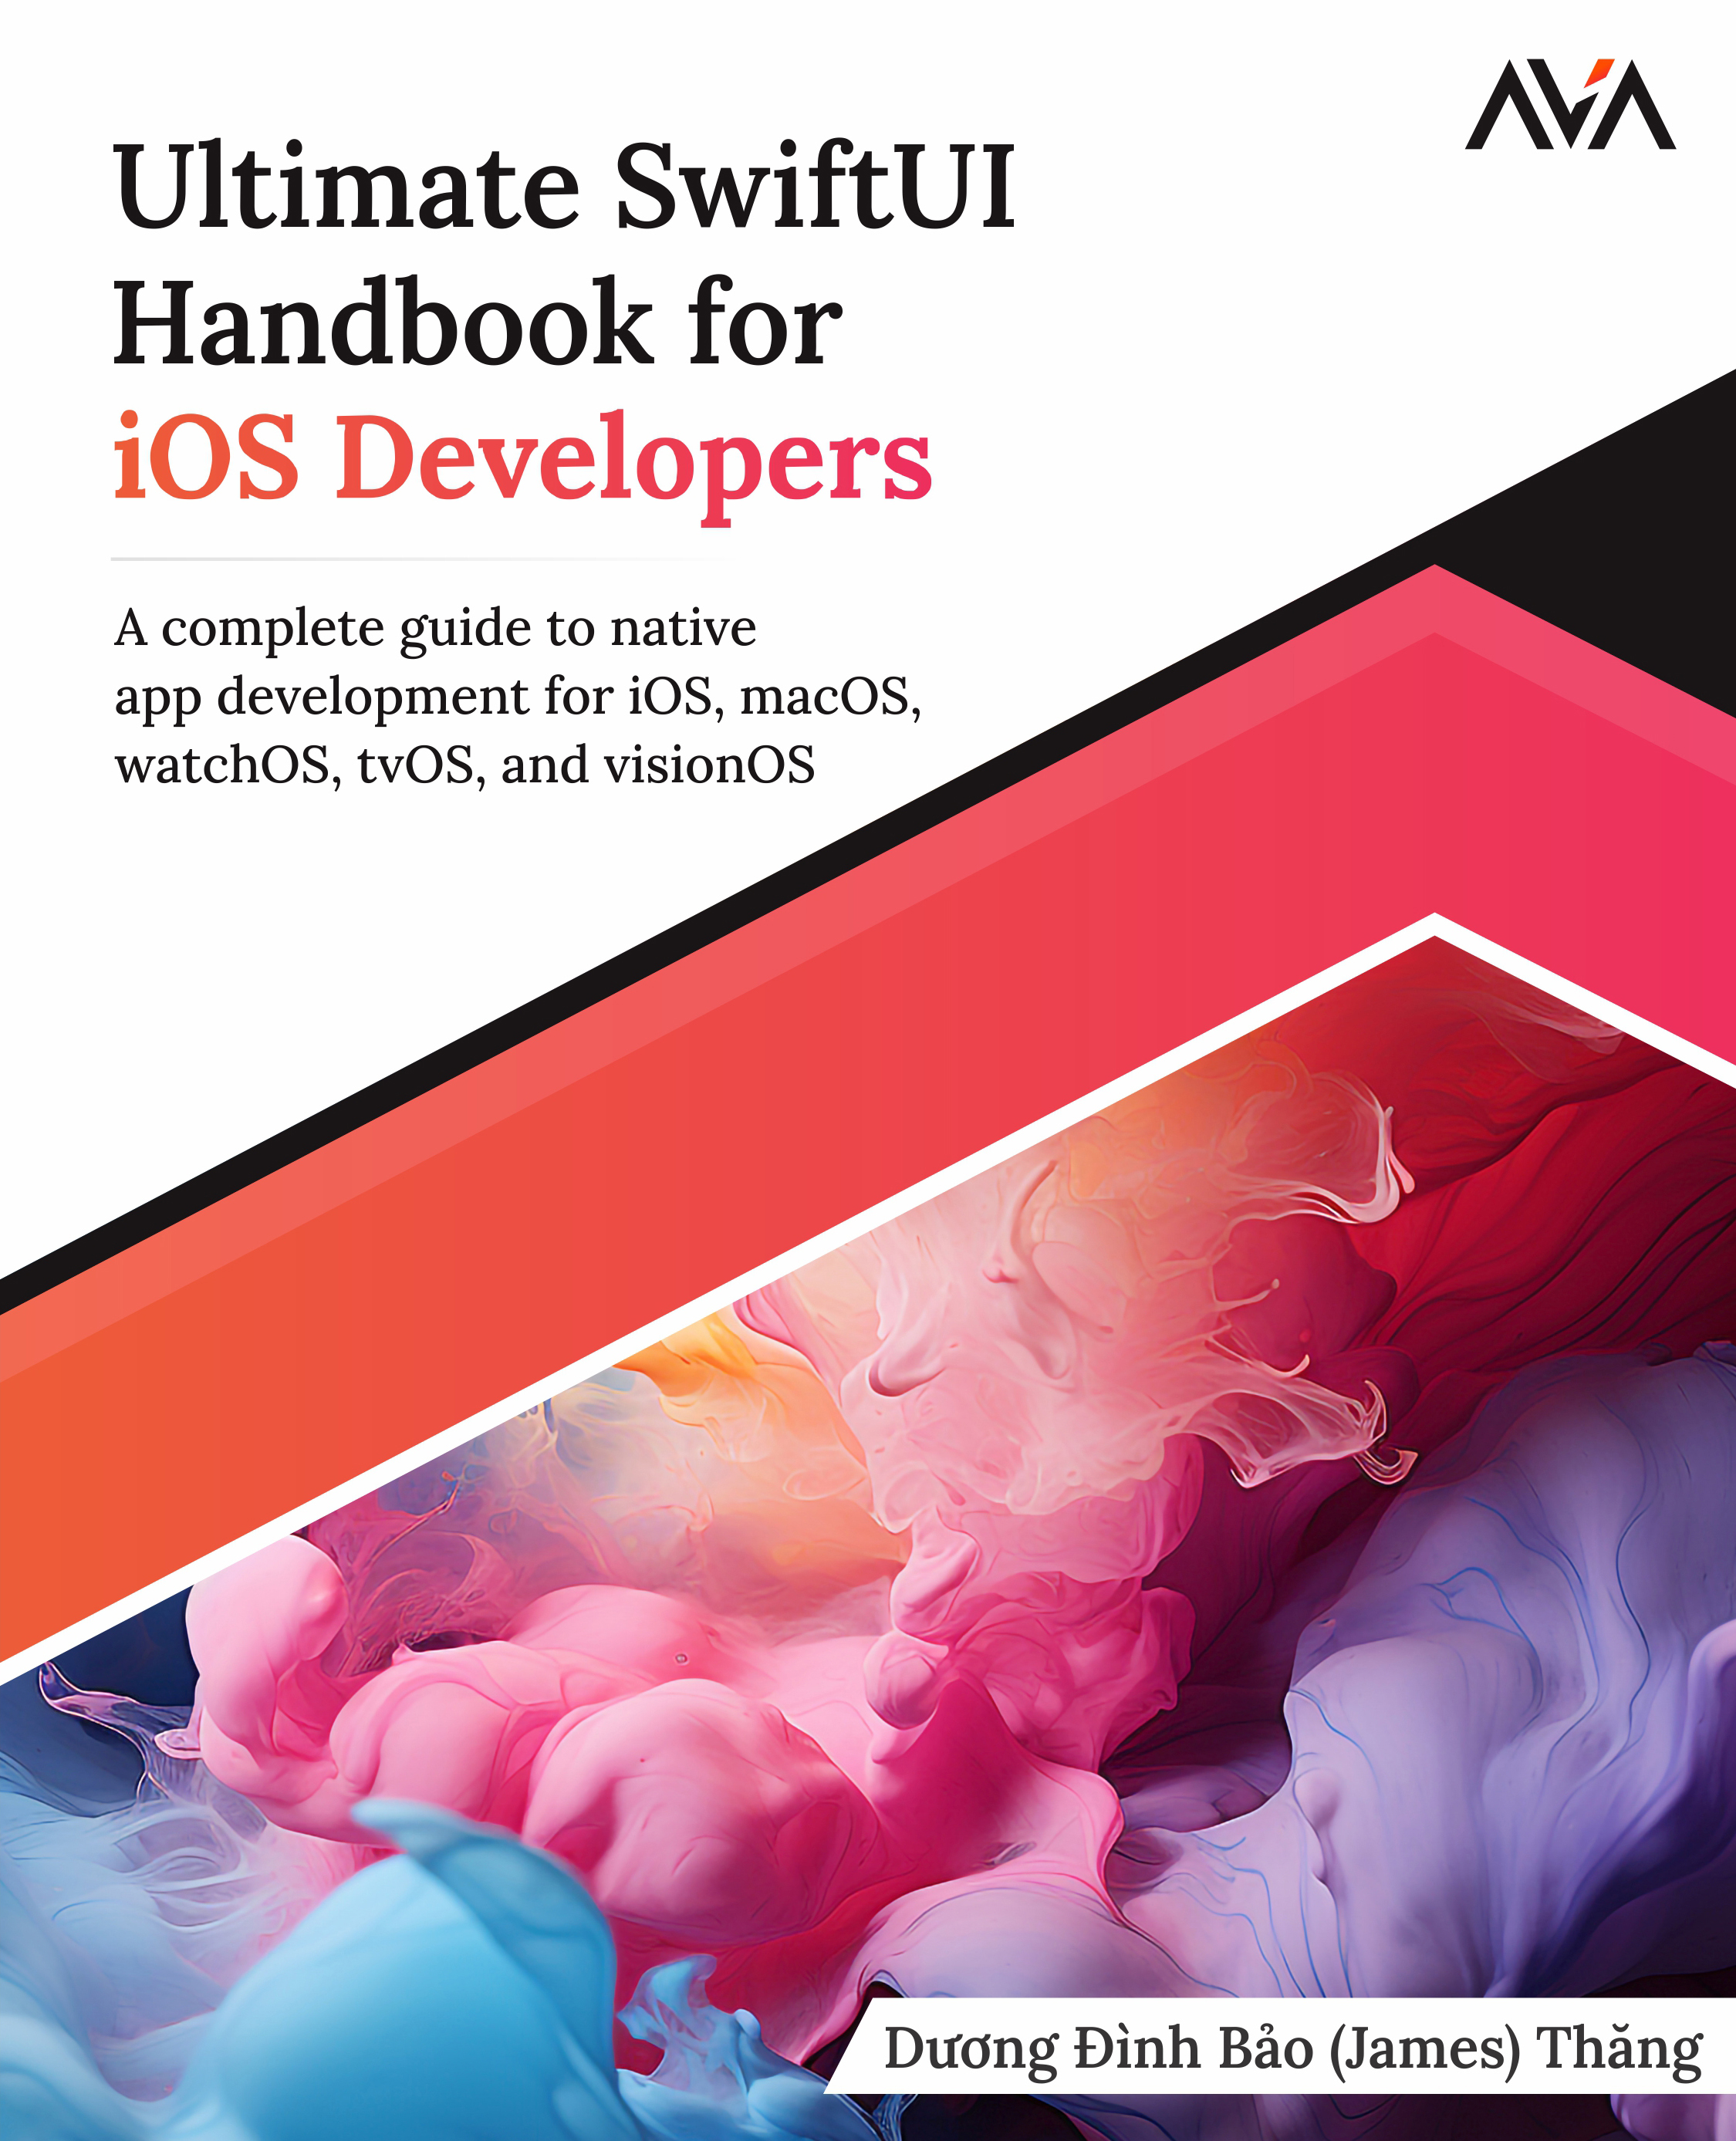 AVA
Ultimate SwiftUI
Handbook for
iOS Developers
A complete guide to native
app development for iOS, macOS,
watchOS, tvOS, and visionOS
Dương Đình Bảo (James) Thăng